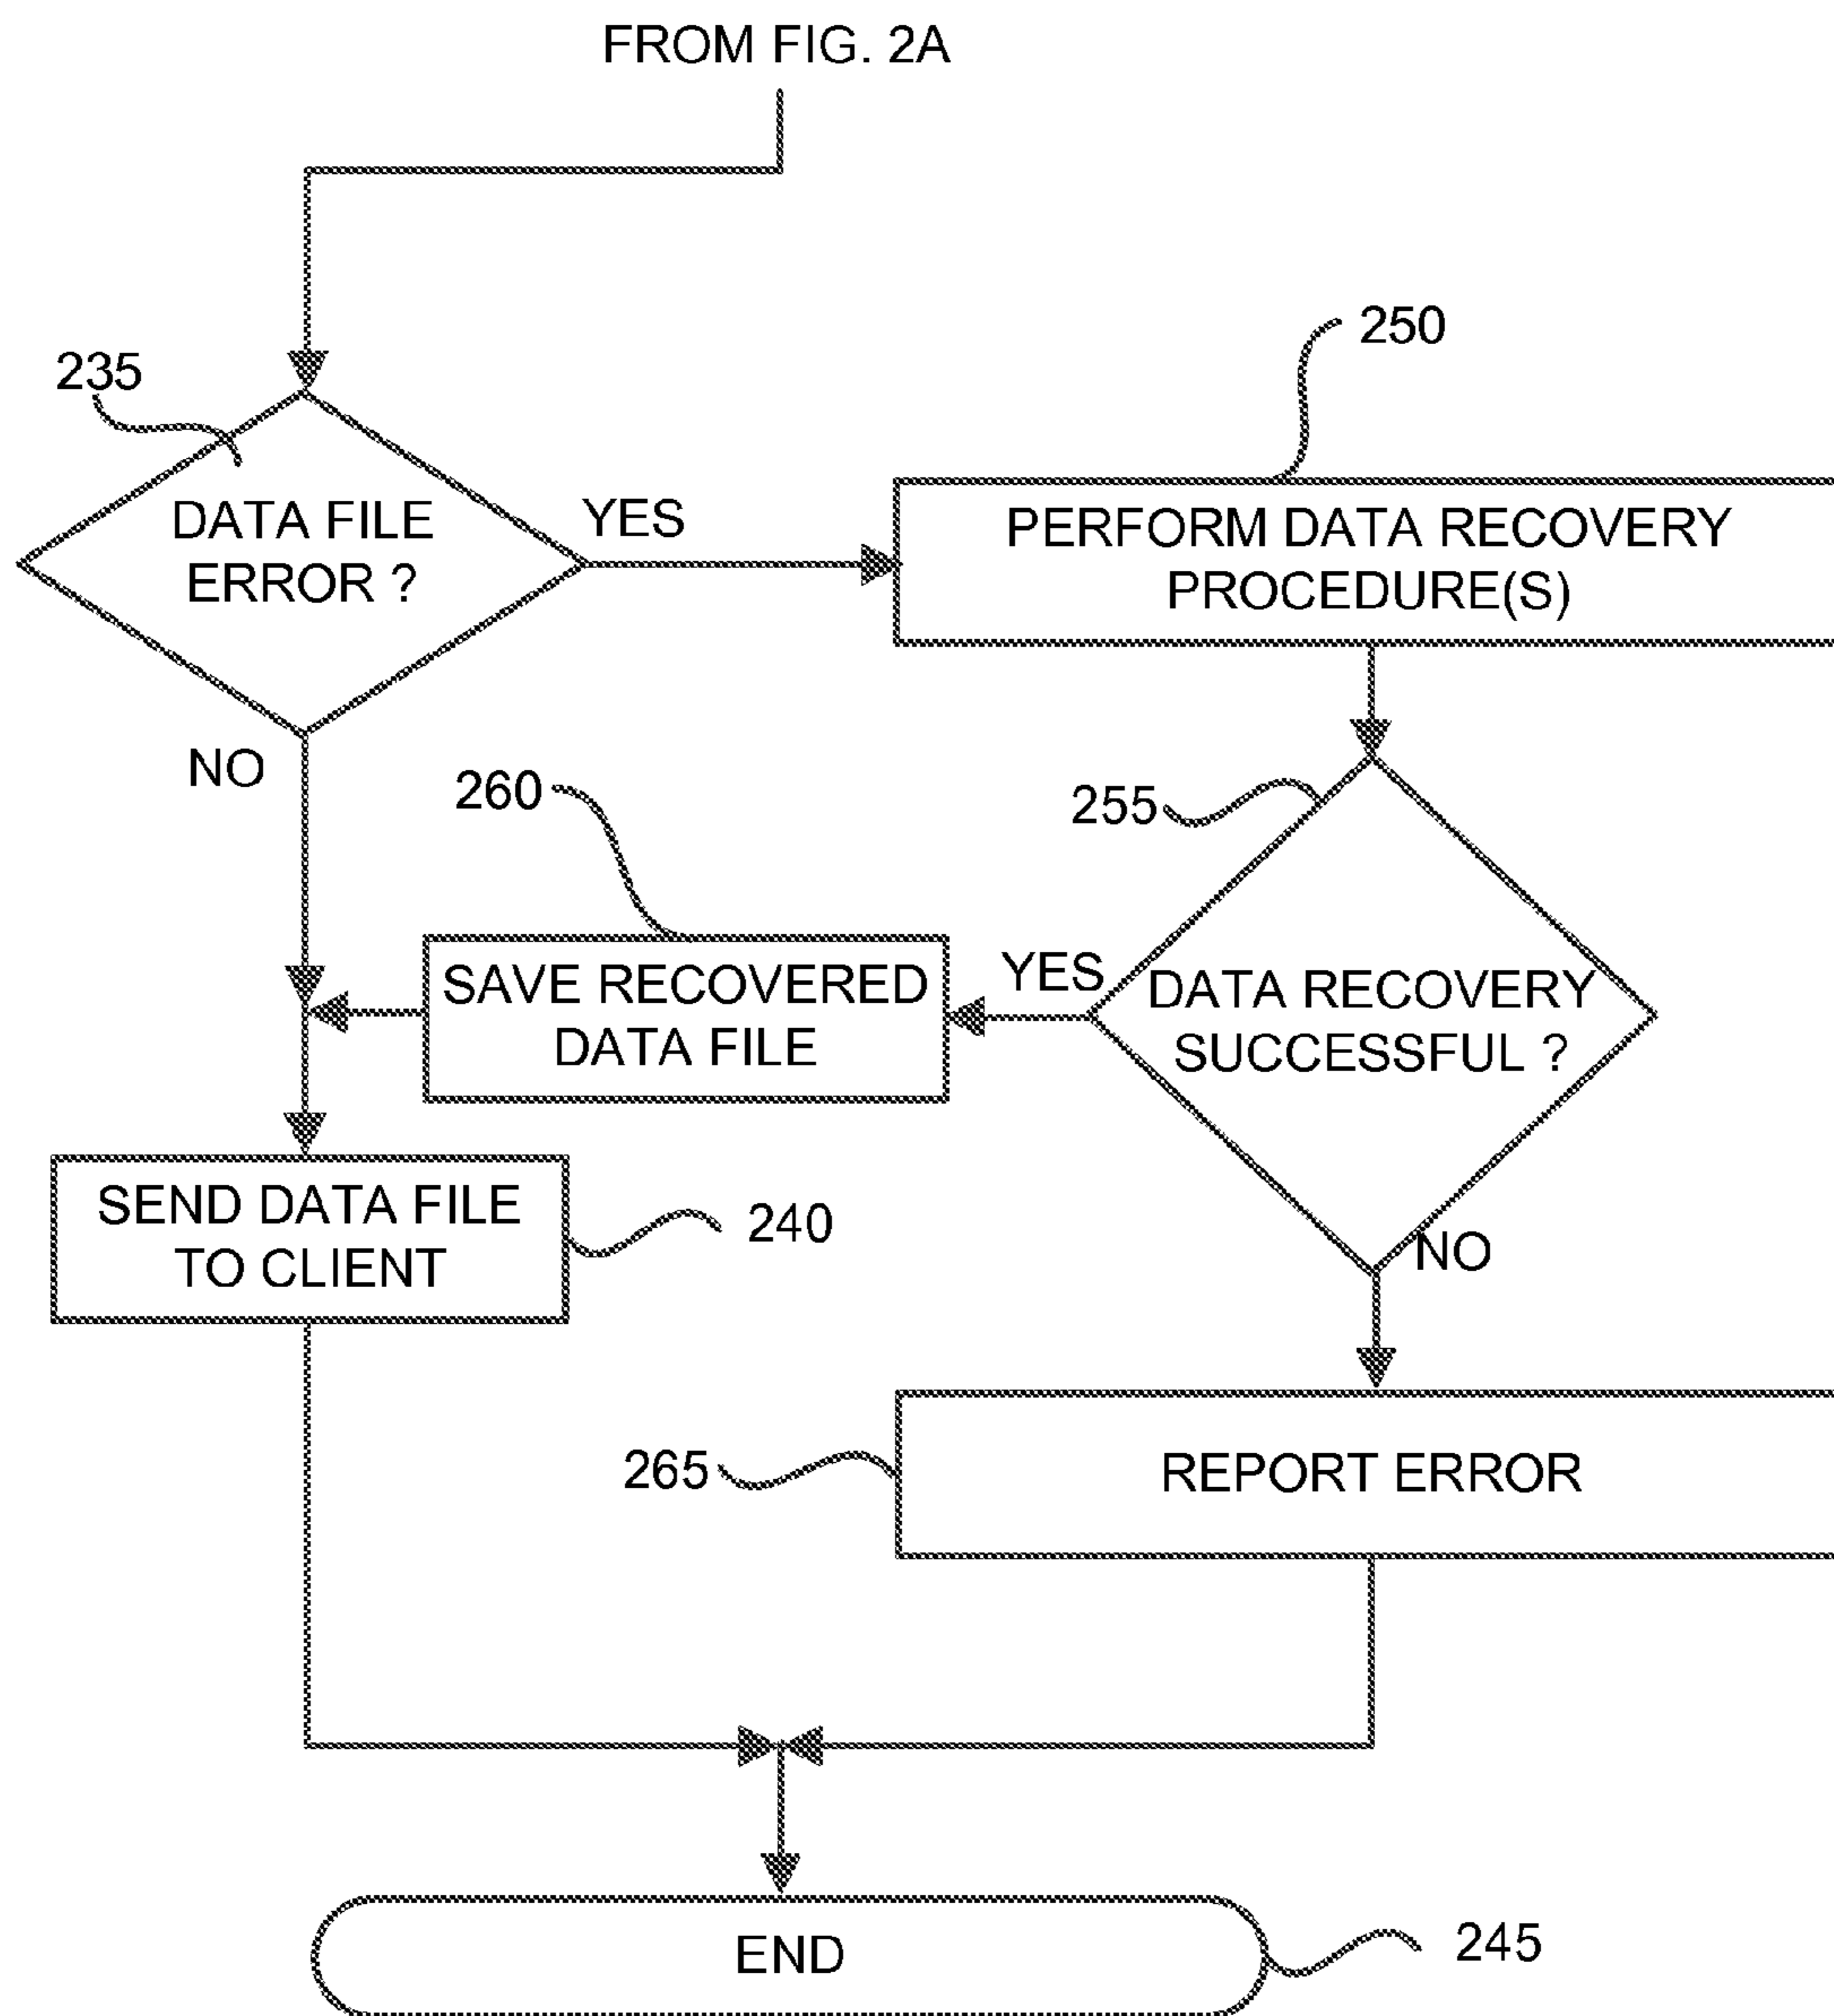 FROM FIG. 2A
235
DATA FILE
ERROR ?
YES
NO
250
PERFORM DATA RECOVERY
PROCEDURE(S)
255
DATA RECOVERY
SUCCESSFUL ?
YES
NO
260
SAVE RECOVERED
DATA FILE
SEND DATA FILE
TO CLIENT
240
265
REPORT ERROR
END
245